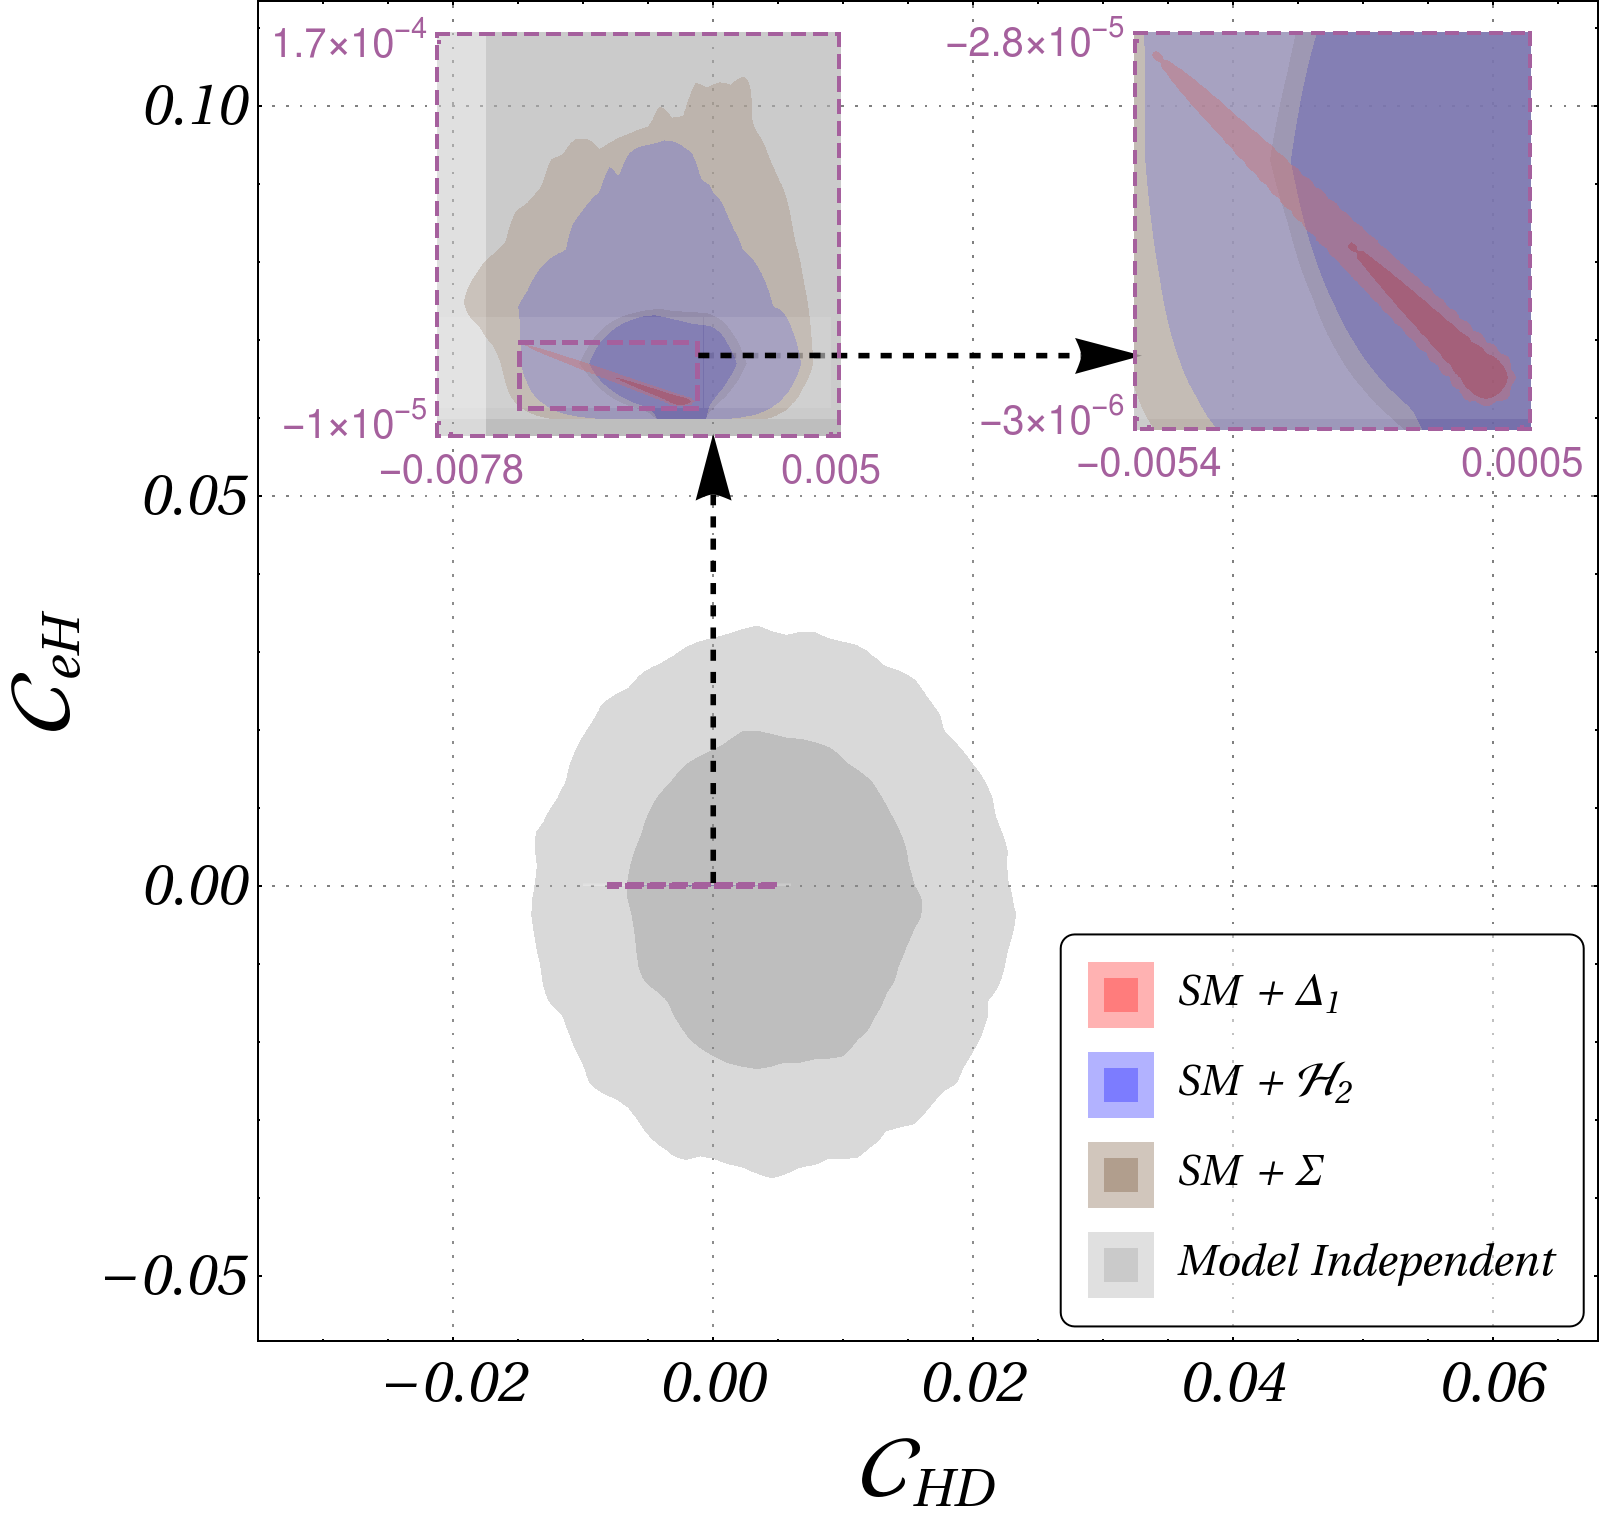 1.7×10⁻⁴
−1×10⁻⁵
−0.0078 0.005
−2.8×10⁻⁵
−3×10⁻⁶
−0.0054 0.0005
0.10
0.05
0.00
−0.05
𝒞eH
SM + Δ₁
SM + ℋ₂
SM + Σ
Model Independent
−0.02 0.00 0.02 0.04 0.06
𝒞HD